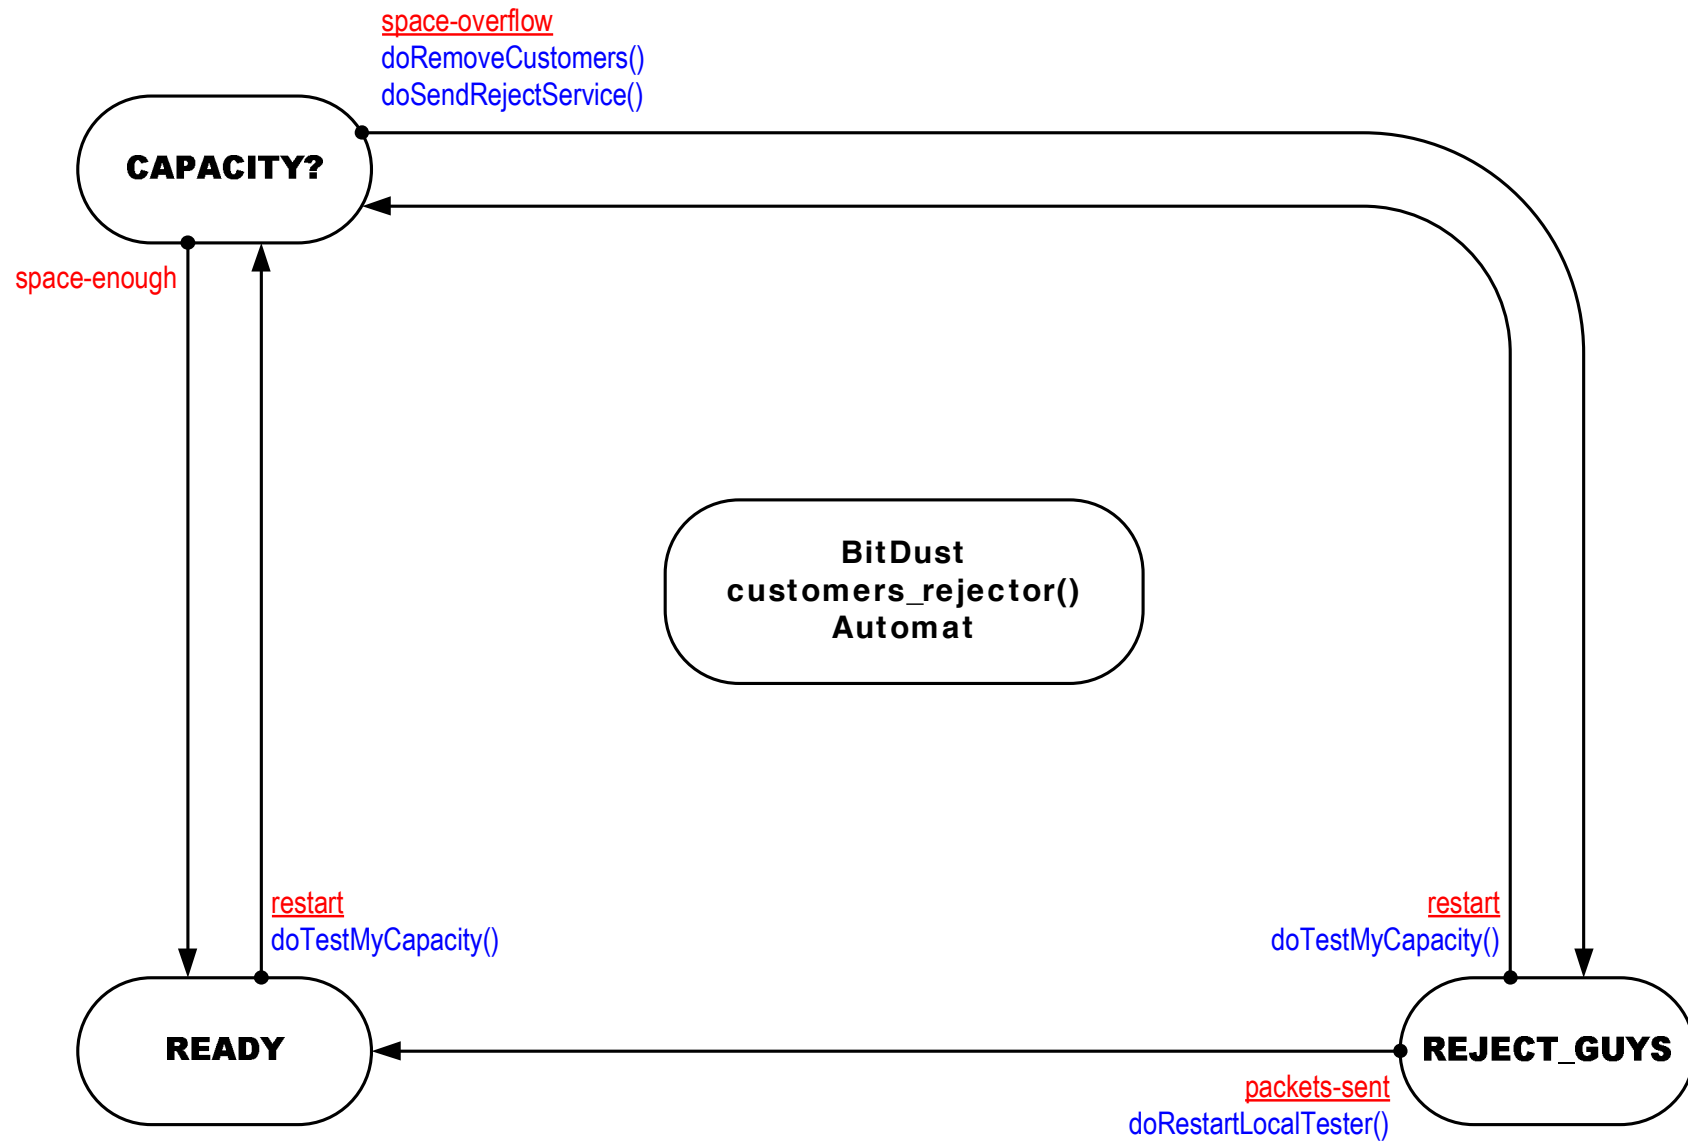 space-overflow
doRemoveCustomers()
doSendRejectService()
CAPACITY?
space-enough
BitDust
customers_rejector()
Automat
restart
doTestMyCapacity()
restart
doTestMyCapacity()
READY
REJECT_GUYS
packets-sent
doRestartLocalTester()